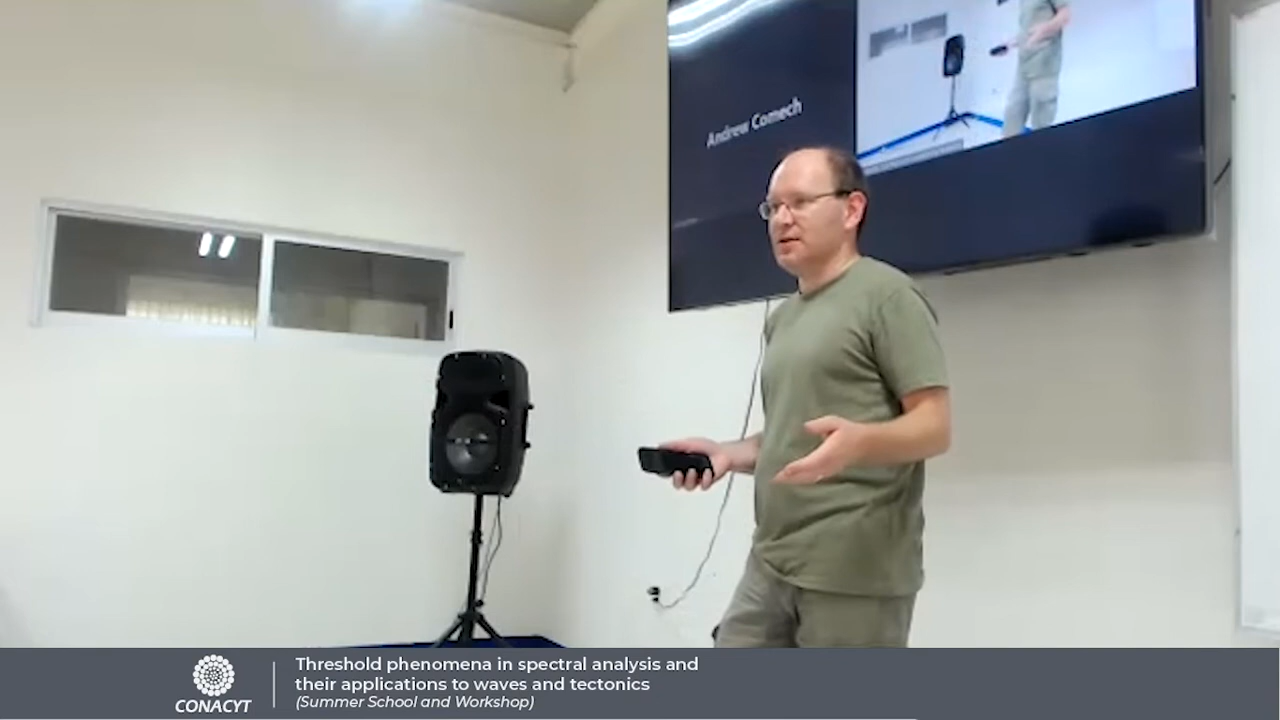 Andrew Comech
CONACYT
Threshold phenomena in spectral analysis and
their applications to waves and tectonics
(Summer School and Workshop)